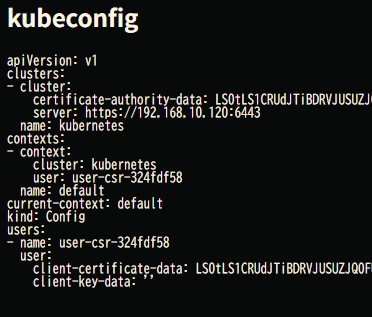 kubeconfig
apiVersion: v1
clusters:
- cluster:
    certificate-authority-data: LS0tLS1CRUdJTiBDRVJUSUZJ
    server: https://192.168.10.120:6443
  name: kubernetes
contexts:
- context:
    cluster: kubernetes
    user: user-csr-324fdf58
  name: default
current-context: default
kind: Config
users:
- name: user-csr-324fdf58
  user:
    client-certificate-data: LS0tLS1CRUdJTiBDRVJUSUZJQ0F
    client-key-data: ''